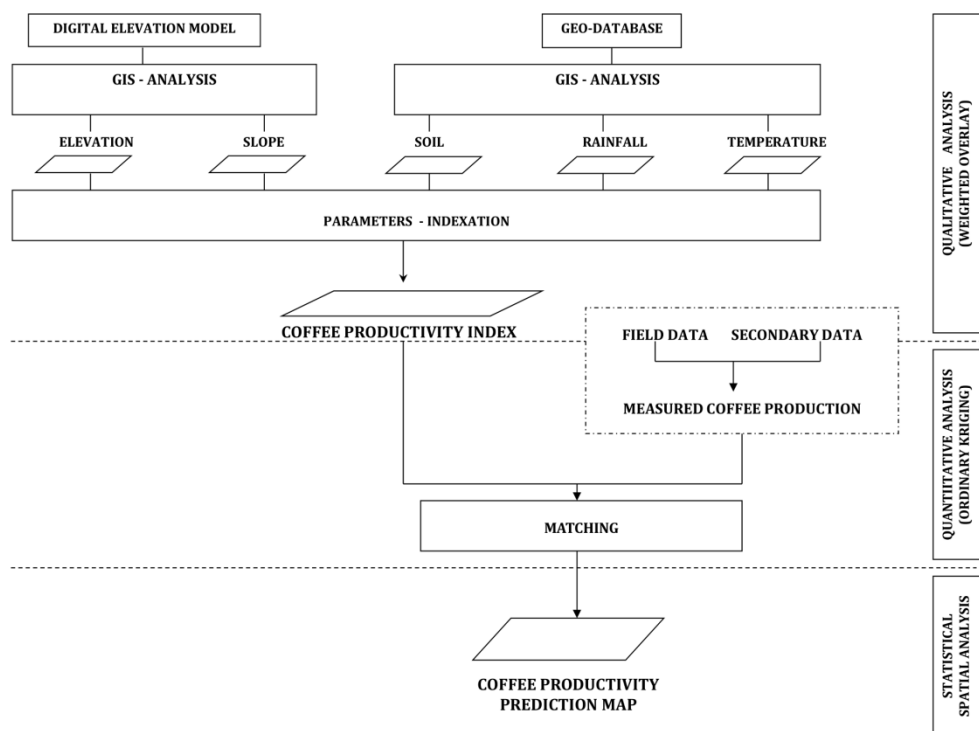 DIGITAL ELEVATION MODEL
GEO-DATABASE
GIS - ANALYSIS
GIS - ANALYSIS
ELEVATION
SLOPE
SOIL
RAINFALL
TEMPERATURE
PARAMETERS - INDEXATION
COFFEE PRODUCTIVITY INDEX
QUALITATIVE ANALYSIS
(WEIGHTED OVERLAY)
FIELD DATA
SECONDARY DATA
MEASURED COFFEE PRODUCTION
MATCHING
QUANTITATIVE ANALYSIS
(ORDINARY KRIGING)
COFFEE PRODUCTIVITY
PREDICTION MAP
STATISTICAL
SPATIAL ANALYSIS